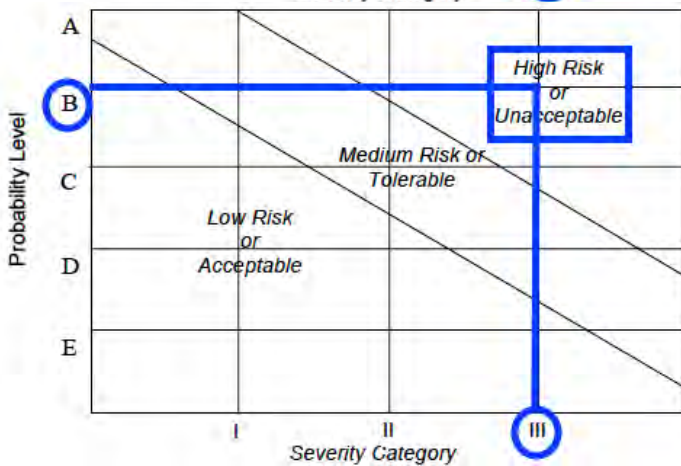 A
B
C
D
E
Probability Level
High Risk
or
Unacceptable
Medium Risk or
Tolerable
Low Risk
or
Acceptable
I
II
III
Severity Category